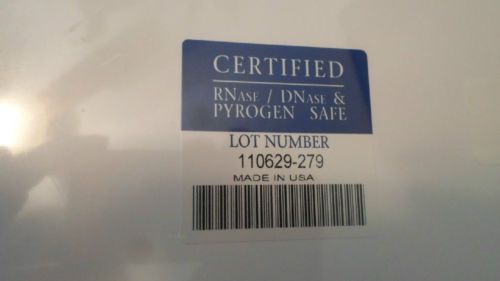 CERTIFIED
RNASE / DNASE &
PYROGEN SAFE
LOT NUMBER
110629-279
MADE IN USA